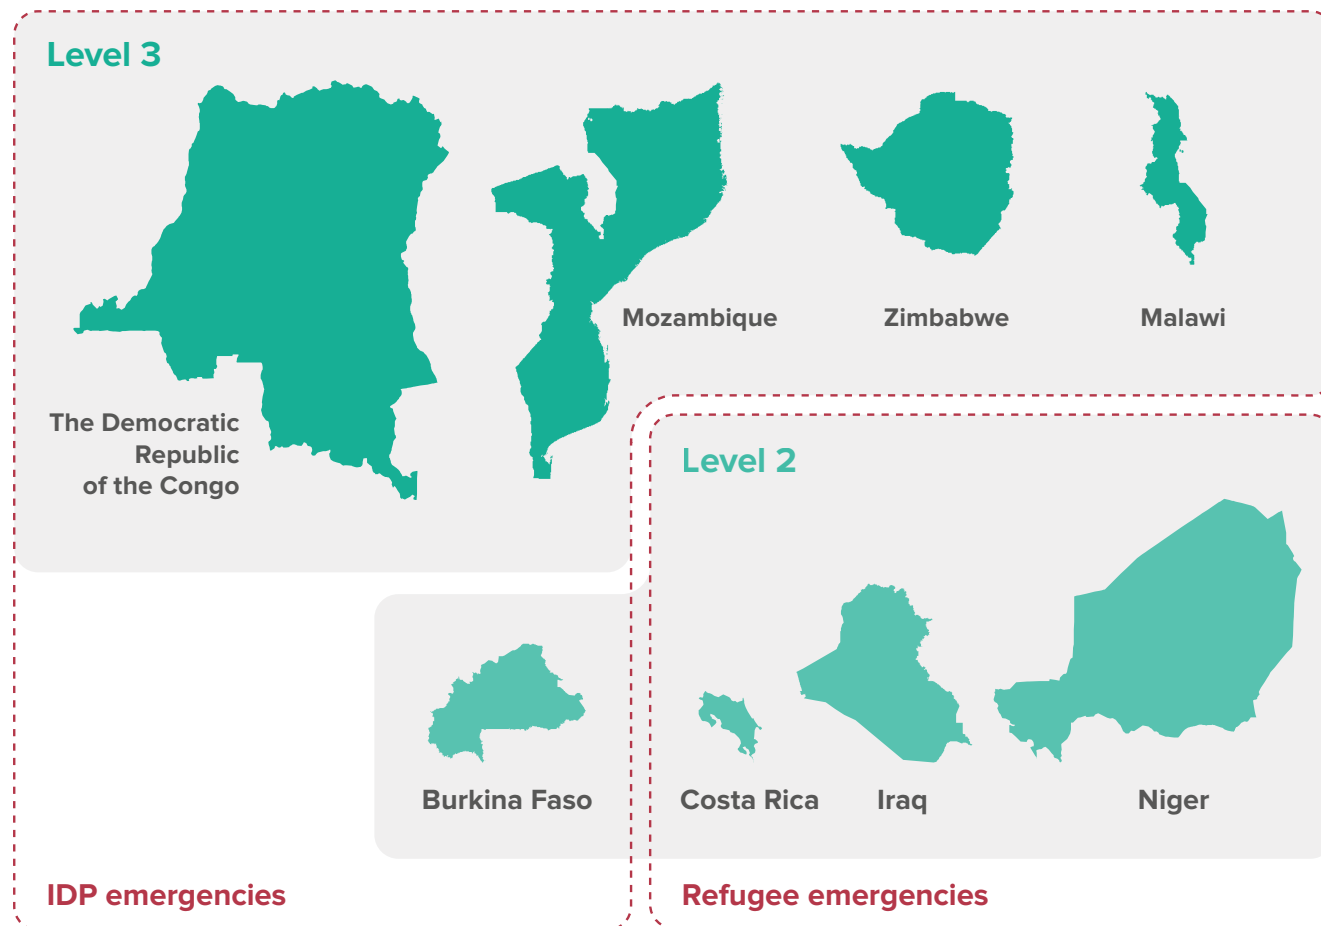 Level 3
Mozambique
Zimbabwe
Malawi
The Democratic
Republic
of the Congo
Level 2
Burkina Faso
Costa Rica
Iraq
Niger
IDP emergencies
Refugee emergencies